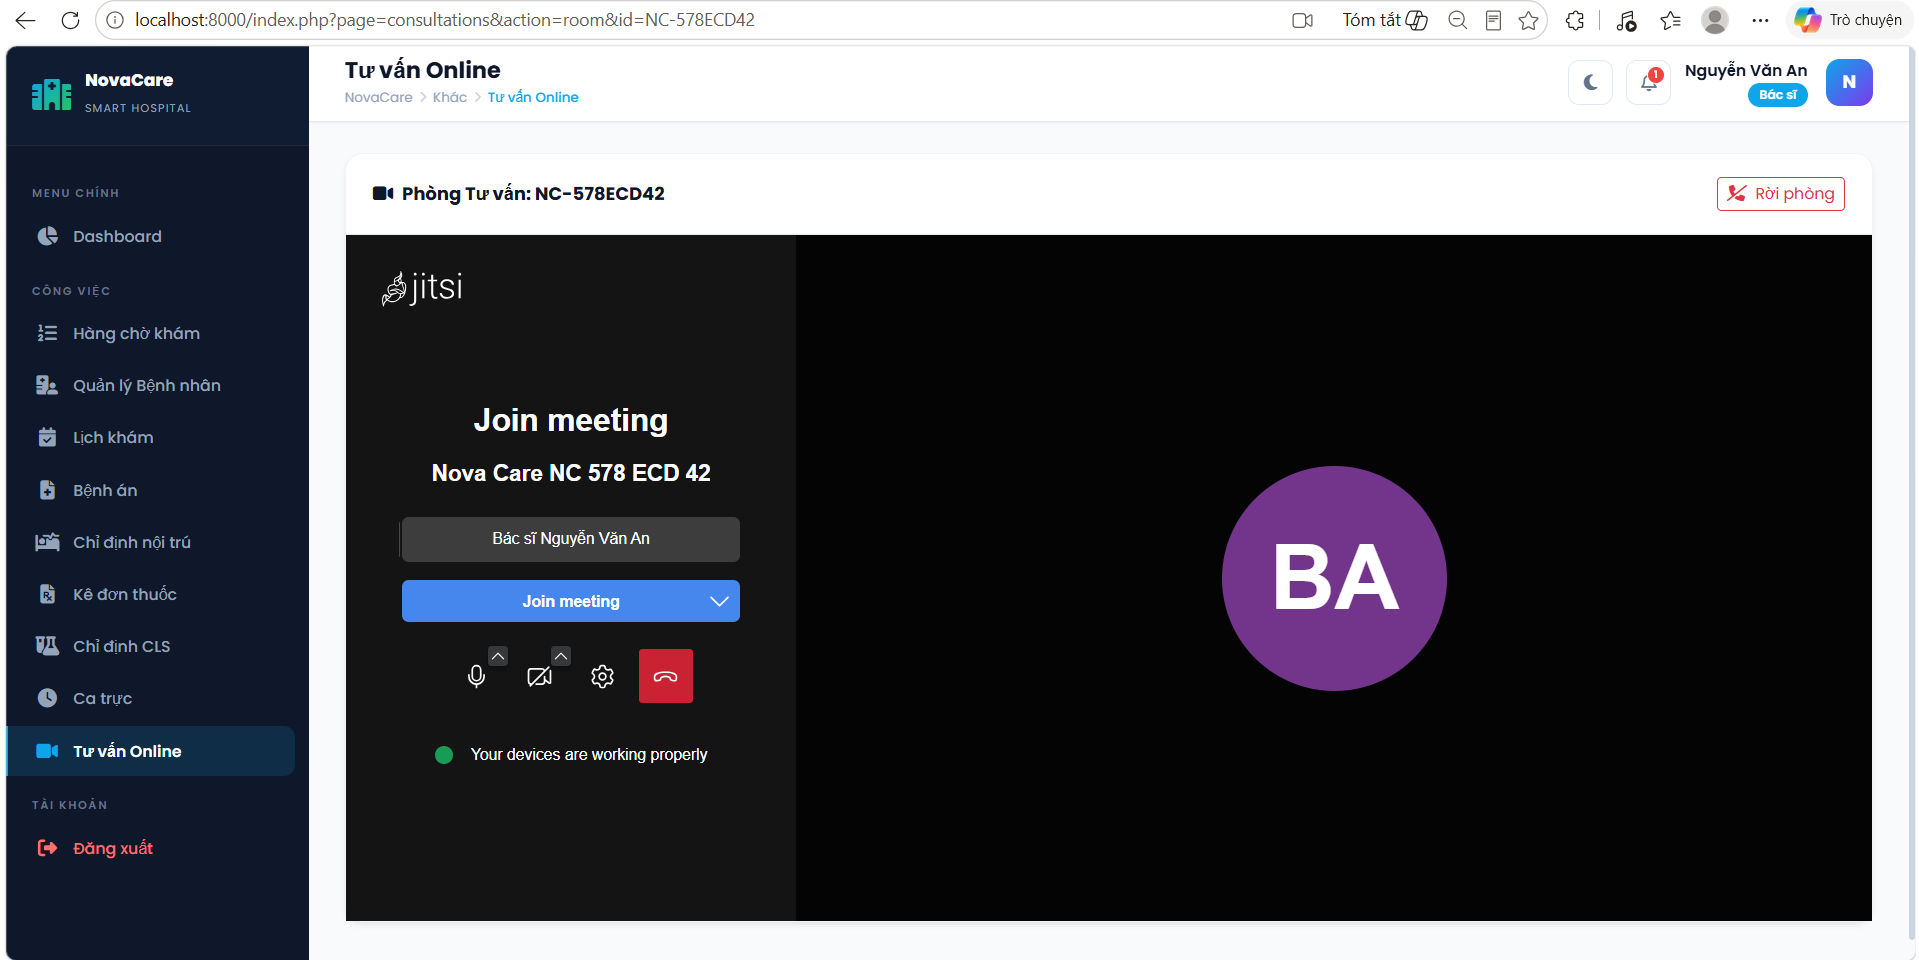 localhost:8000/index.php?page=consultations&action=room&id=NC-578ECD42
Tóm tắt
Trò chuyện
NovaCare
SMART HOSPITAL
MENU CHÍNH
Dashboard
CÔNG VIỆC
Hàng chờ khám
Quản lý Bệnh nhân
Lịch khám
Bệnh án
Chỉ định nội trú
Kê đơn thuốc
Chỉ định CLS
Ca trực
Tư vấn Online
TÀI KHOẢN
Đăng xuất
Tư vấn Online
NovaCare > Khác > Tư vấn Online
1
Nguyễn Văn An
Bác sĩ
N
Phòng Tư vấn: NC-578ECD42
Rời phòng
jitsi
Join meeting
Nova Care NC 578 ECD 42
Bác sĩ Nguyễn Văn An
Join meeting
Your devices are working properly
BA